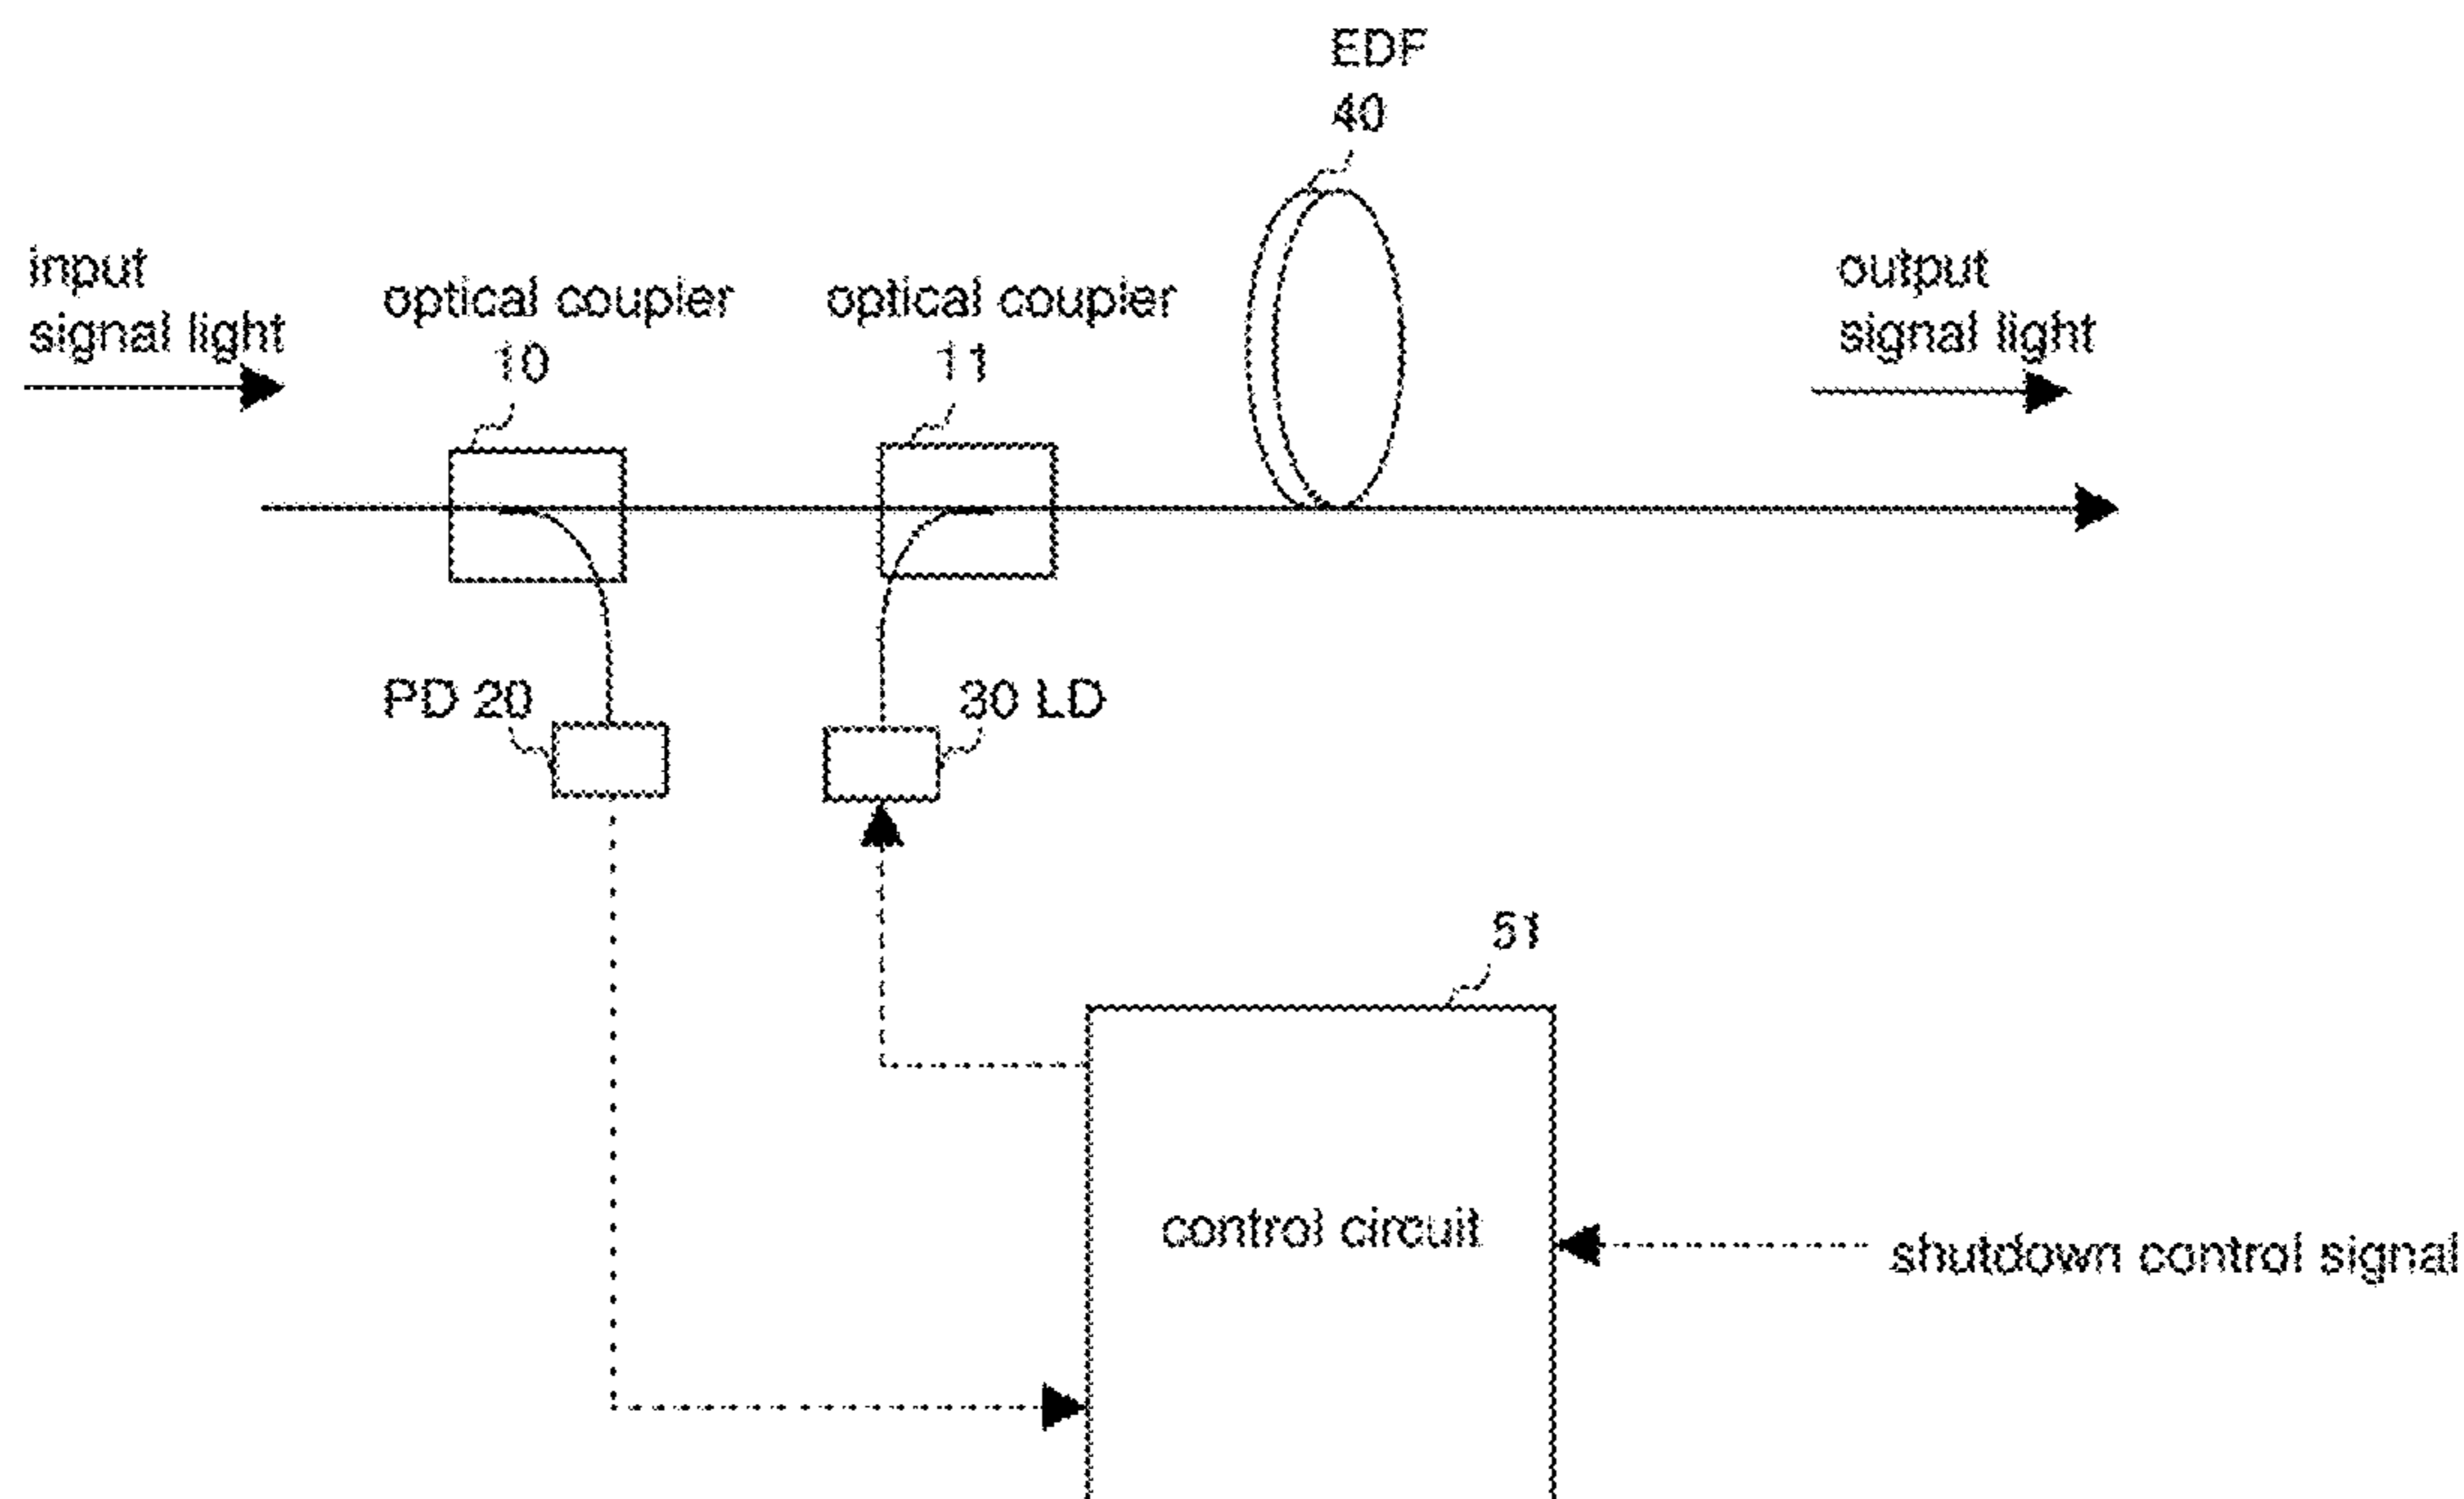 EDF
40
input
signal light
optical coupler
10
optical coupler
11
output
signal light
PD 20
30 LD
51
control circuit
shutdown control signal